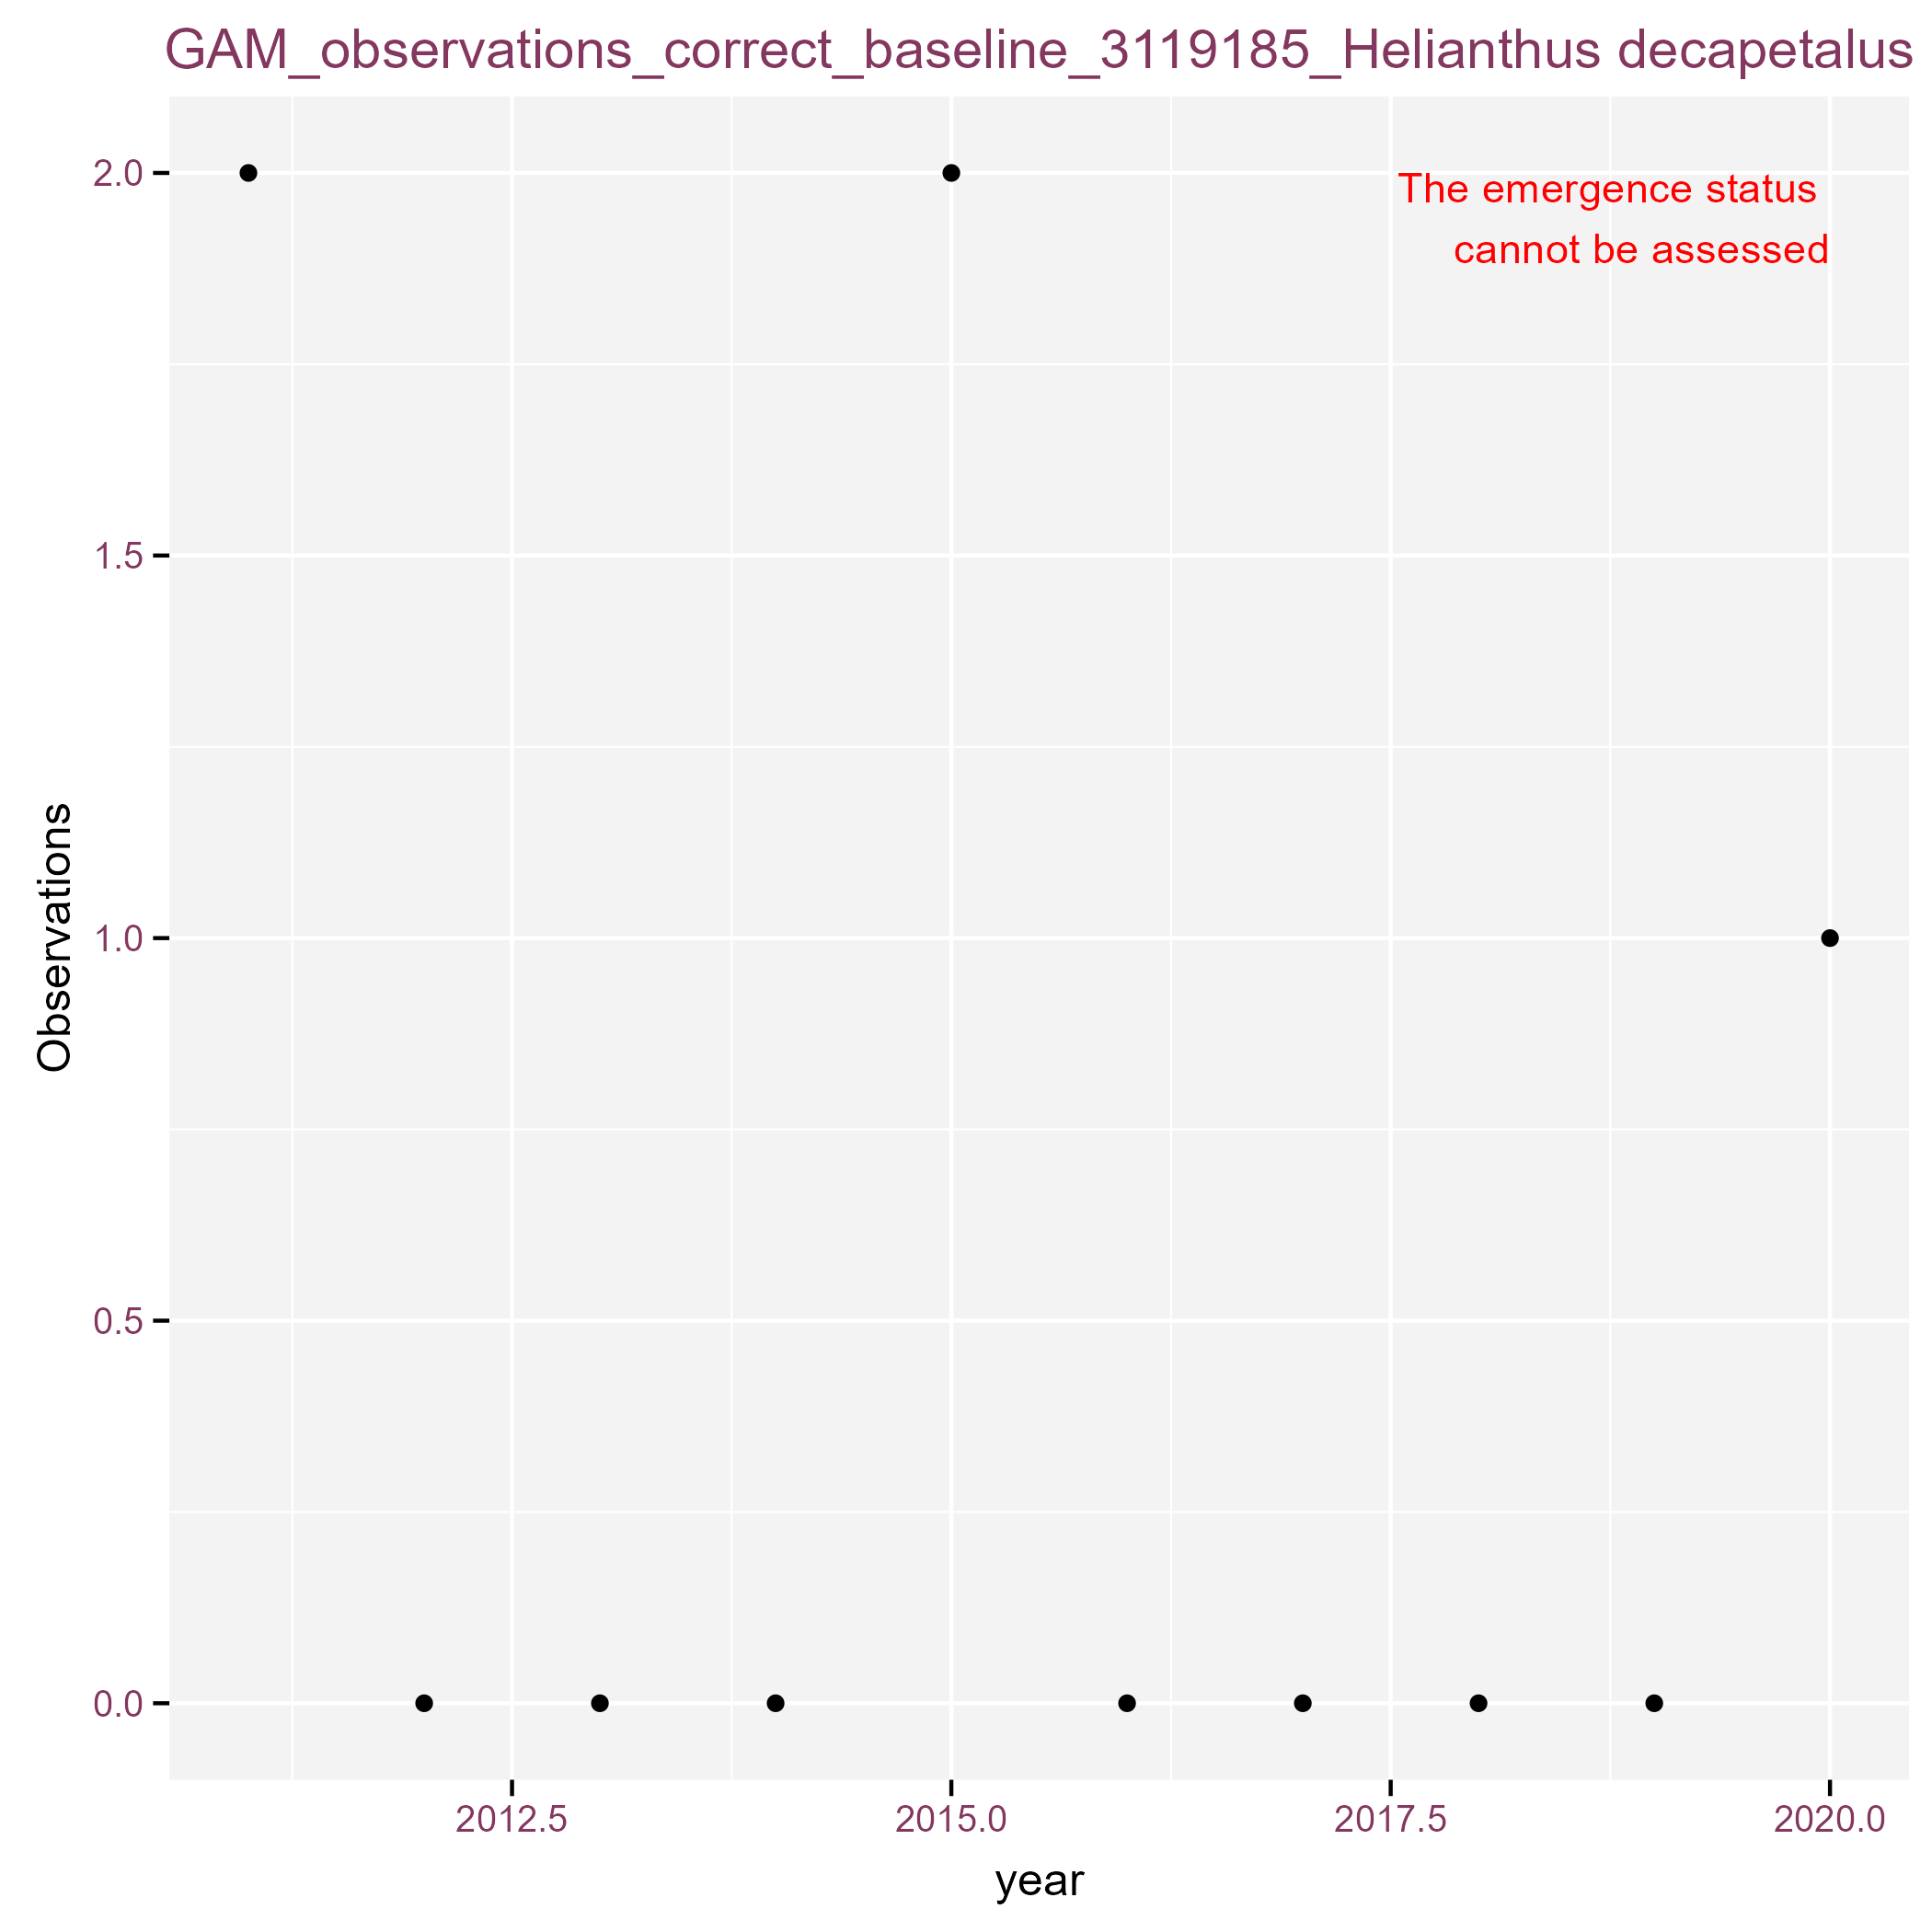 GAM_observations_correct_baseline_3119185_Helianthus decapetalus
The emergence status
cannot be assessed
2.0
1.5
1.0
0.5
0.0
Observations
2012.5 2015.0 2017.5 2020.0
year